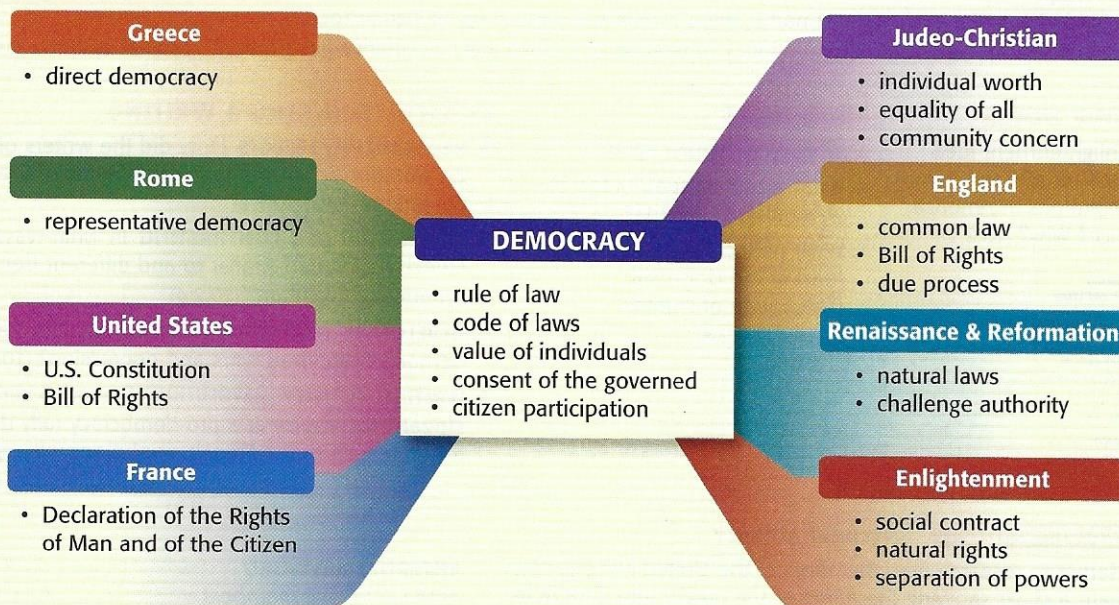 Greece
• direct democracy
Rome
• representative democracy
United States
• U.S. Constitution
• Bill of Rights
France
• Declaration of the Rights
of Man and of the Citizen
DEMOCRACY
• rule of law
• code of laws
• value of individuals
• consent of the governed
• citizen participation
Judeo-Christian
• individual worth
• equality of all
• community concern
England
• common law
• Bill of Rights
• due process
Renaissance & Reformation
• natural laws
• challenge authority
Enlightenment
• social contract
• natural rights
• separation of powers